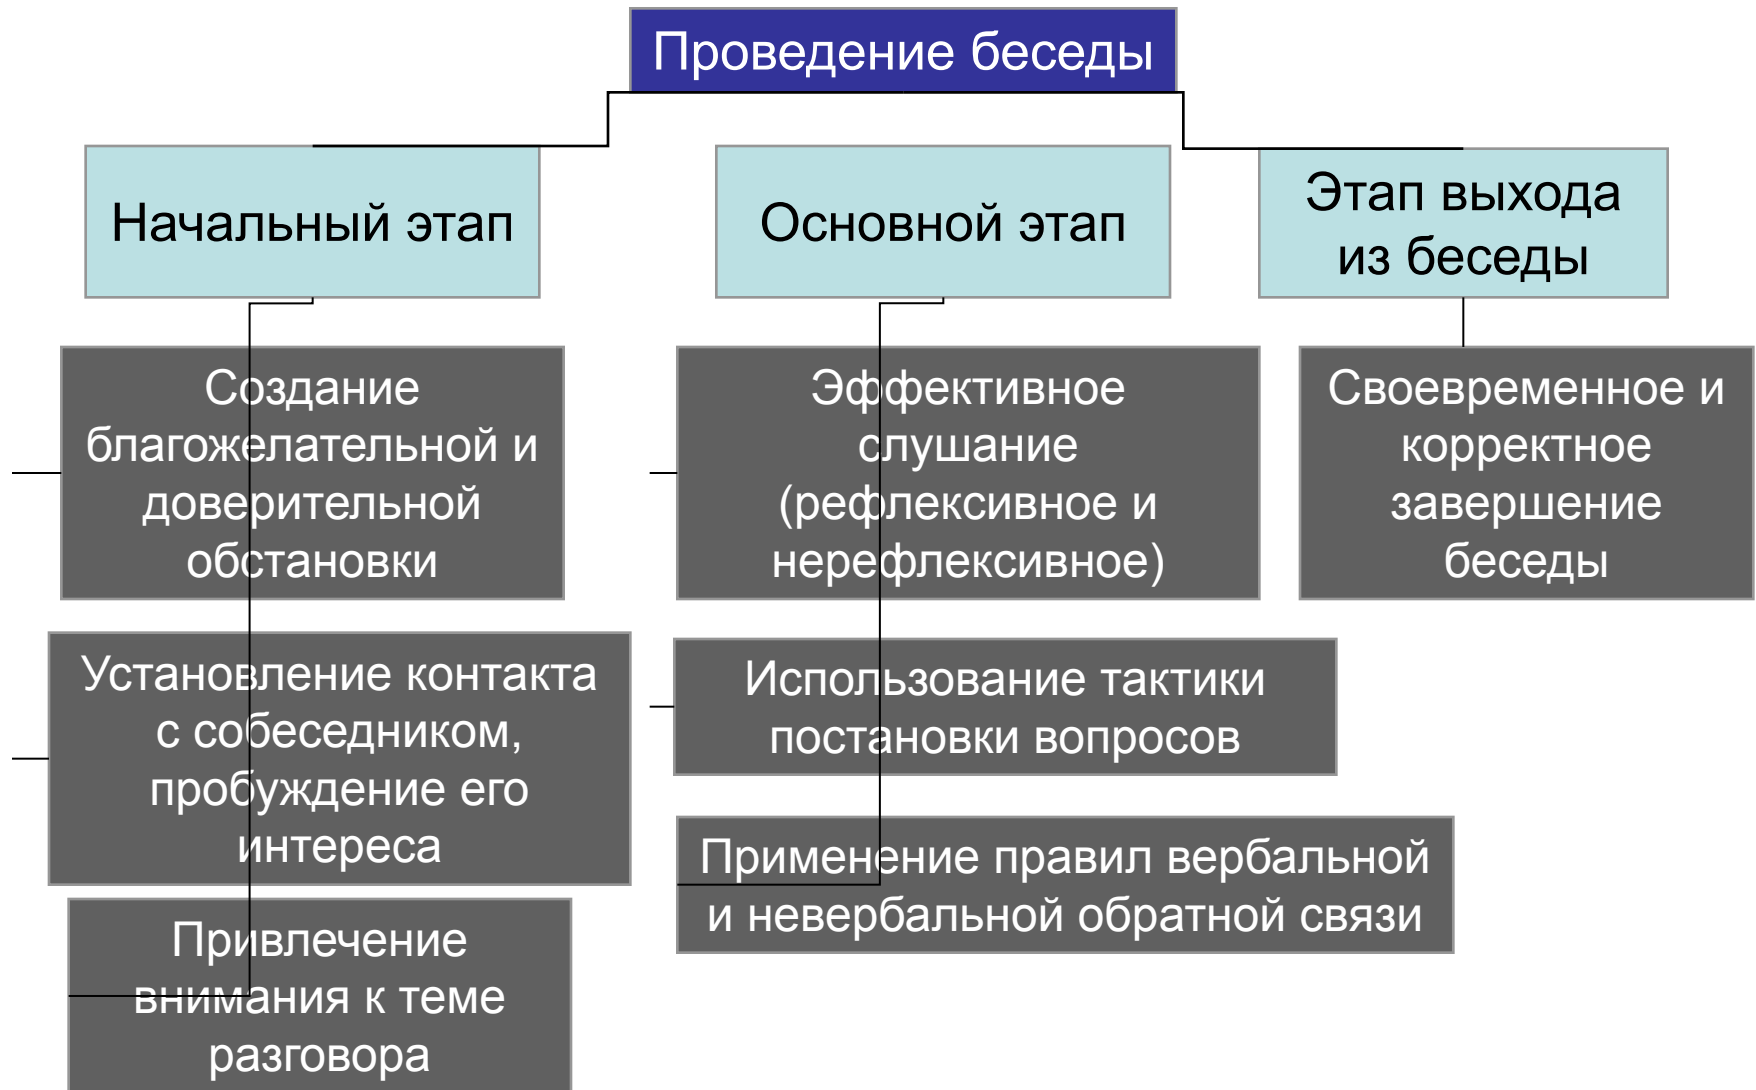 Проведение беседы
Начальный этап
Основной этап
Этап выхода
из беседы
Создание
благожелательной и
доверительной
обстановки
Установление контакта
с собеседником,
пробуждение его
интереса
Привлечение
внимания к теме
разговора
Эффективное
слушание
(рефлексивное и
нерефлексивное)
Использование тактики
постановки вопросов
Применение правил вербальной
и невербальной обратной связи
Своевременное и
корректное
завершение
беседы